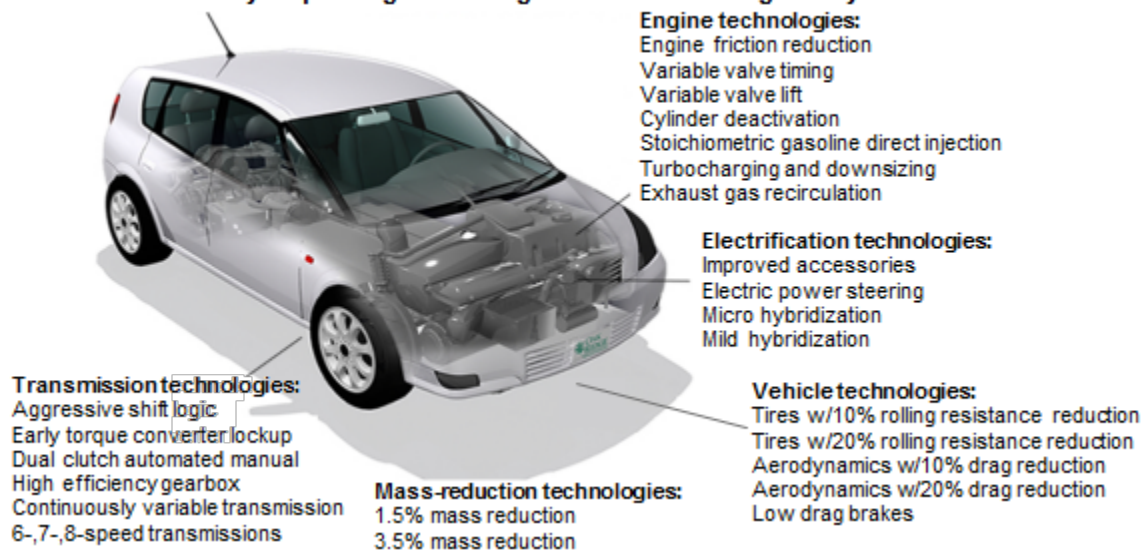 Engine technologies:
Engine friction reduction
Variable valve timing
Variable valve lift
Cylinder deactivation
Stoichiometric gasoline direct injection
Turbocharging and downsizing
Exhaust gas recirculation
Electrification technologies:
Improved accessories
Electric power steering
Micro hybridization
Mild hybridization
Transmission technologies:
Aggressive shift logic
Early torque converter lockup
Dual clutch automated manual
High efficiency gearbox
Continuously variable transmission
6-,7-,8-speed transmissions
Mass-reduction technologies:
1.5% mass reduction
3.5% mass reduction
Vehicle technologies:
Tires w/10% rolling resistance reduction
Tires w/20% rolling resistance reduction
Aerodynamics w/10% drag reduction
Aerodynamics w/20% drag reduction
Low drag brakes